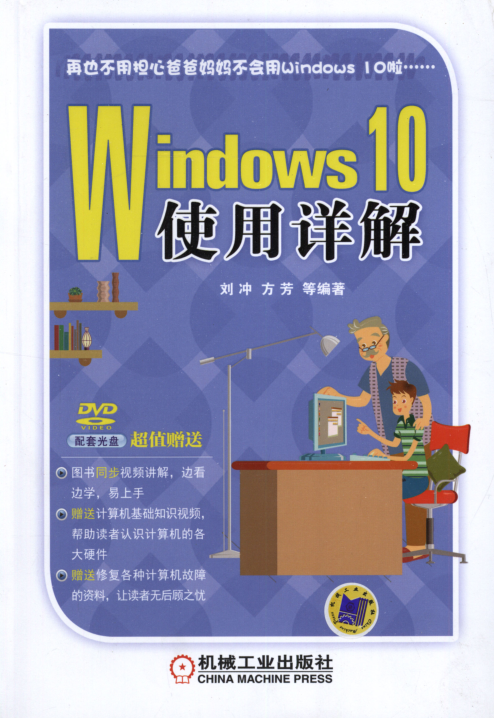 再也不用担心爸爸妈妈不会用Windows 10啦……
Windows 10
使用详解
刘冲 方芳 等编著
DVD
VIDEO
配套光盘 超值赠送
图书同步视频讲解,边看
边学,易上手
赠送计算机基础知识视频,
帮助读者认识计算机的各
大硬件
赠送修复各种计算机故障
的资料,让读者无后顾之忧
机械工业出版社
CHINA MACHINE PRESS